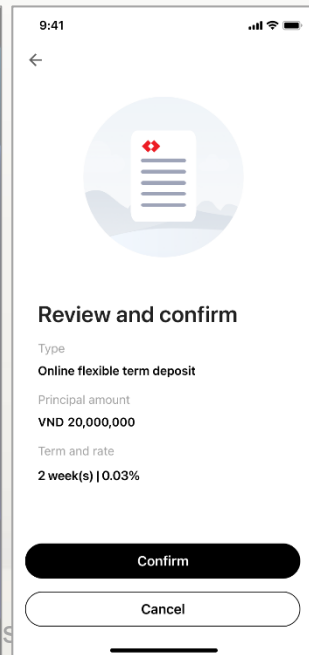 9:41
Review and confirm
Type
Online flexible term deposit
Principal amount
VND 20,000,000
Term and rate
2 week(s) | 0.03%
Confirm
Cancel